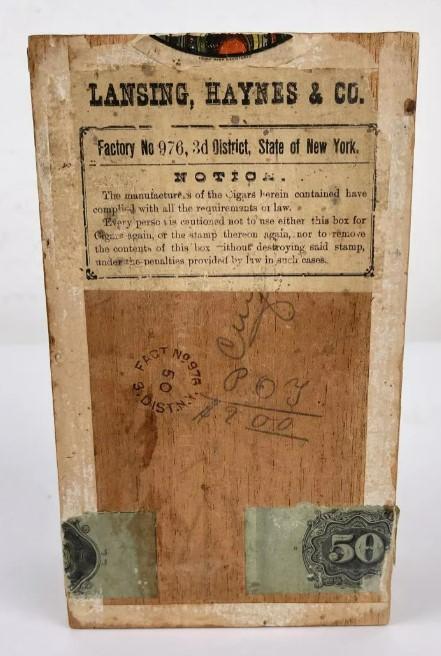 LANSING, HAYNES & CO.
Factory No 976, 3d District, State of New York.
NOTICE.
The manufacturers of the Cigars herein contained have
complied with all the requirements of law.
Every person is cautioned not to use either this box for
Cigars again, or the stamp thereon again, nor to remove
the contents of this box without destroying said stamp,
under the penalties provided by law in such cases.
FACT. No 976
50
3. DIST. N.Y.
$2 00
50